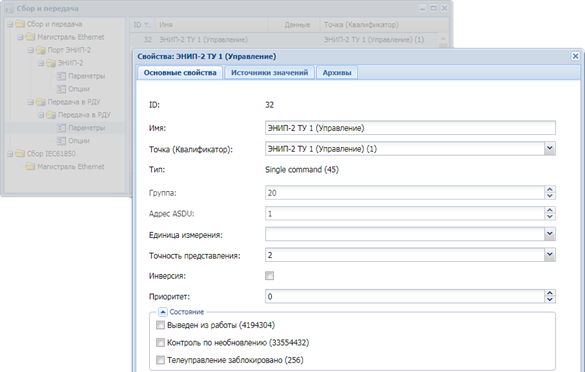 Сбор и передача
Сбор и передача
Магистраль Ethernet
Порт ЭНИП-2
ЭНИП-2
Параметры
Опции
Передача в РДУ
Передача в РДУ
Параметры
Опции
Сбор IEC61850
Магистраль Ethernet
ID Имя Данные Точка (Квалификатор)
32 ЭНИП-2 ТУ 1 (Управление) ЭНИП-2 ТУ 1 (Управление) (1)
Свойства: ЭНИП-2 ТУ 1 (Управление)
Основные свойства Источники значений Архивы
ID: 32
Имя: ЭНИП-2 ТУ 1 (Управление)
Точка (Квалификатор): ЭНИП-2 ТУ 1 (Управление) (1)
Тип: Single command (45)
Группа: 20
Адрес ASDU: 1
Единица измерения:
Точность представления: 2
Инверсия:
Приоритет: 0
Состояние
Выведен из работы (4194304)
Контроль по необновлению (33554432)
Телеуправление заблокировано (256)